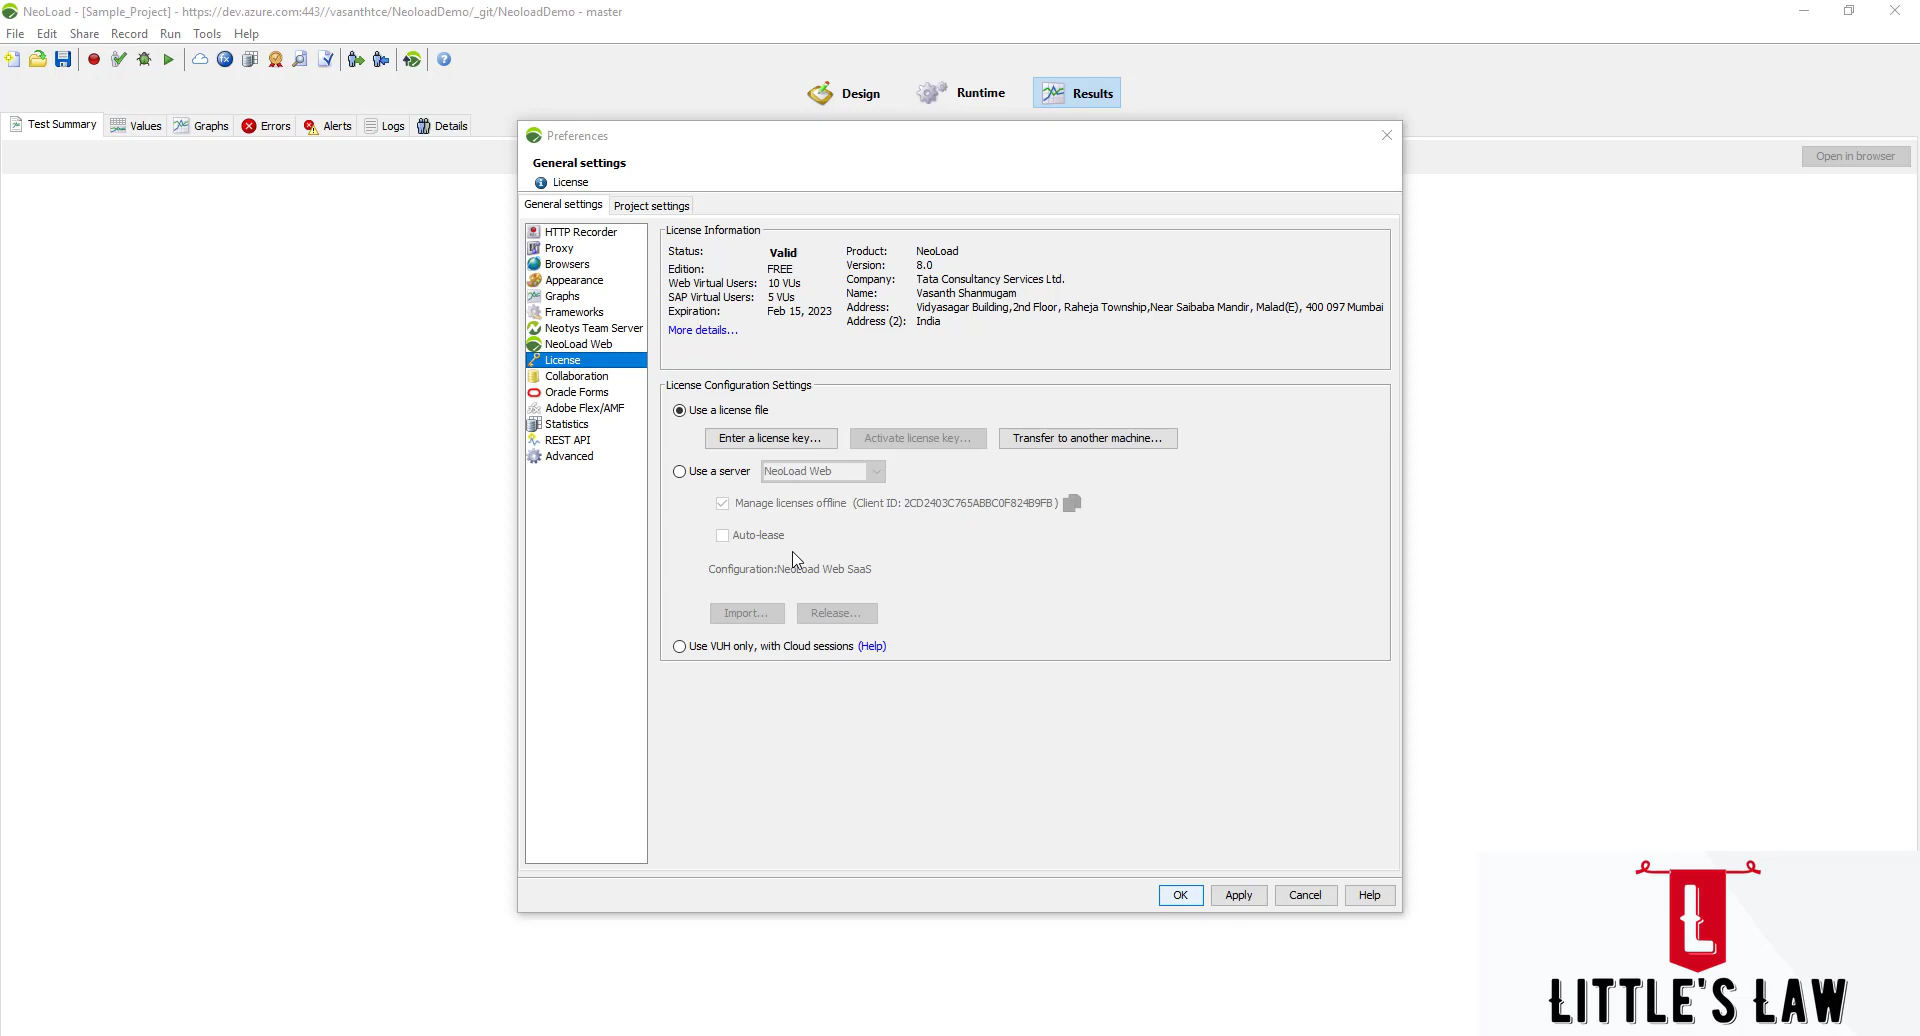 NeoLoad - [Sample_Project] - https://dev.azure.com:443//vasanthtce/NeoloadDemo/_git/NeoloadDemo - master
File Edit Share Record Run Tools Help
Design Runtime Results
Test Summary Values Graphs Errors Alerts Logs Details
Open in browser
Preferences
General settings
License
General settings Project settings
HTTP Recorder
Proxy
Browsers
Appearance
Graphs
Frameworks
Neotys Team Server
NeoLoad Web
License
Collaboration
Oracle Forms
Adobe Flex/AMF
Statistics
REST API
Advanced
License Information
Status: Valid
Edition: FREE
Web Virtual Users: 10 VUs
SAP Virtual Users: 5 VUs
Expiration: Feb 15, 2023
More details...
Product: NeoLoad
Version: 8.0
Company: Tata Consultancy Services Ltd.
Name: Vasanth Shanmugam
Address: Vidyasagar Building,2nd Floor, Raheja Township,Near Saibaba Mandir, Malad(E), 400 097 Mumbai
Address (2): India
License Configuration Settings
Use a license file
Enter a license key... Activate license key... Transfer to another machine...
Use a server NeoLoad Web
Manage licenses offline (Client ID: 2CD2403C765ABBC0F824B9FB )
Auto-lease
Configuration:NeoLoad Web SaaS
Import... Release...
Use VUH only, with Cloud sessions (Help)
OK Apply Cancel Help
L
LITTLE'S LAW